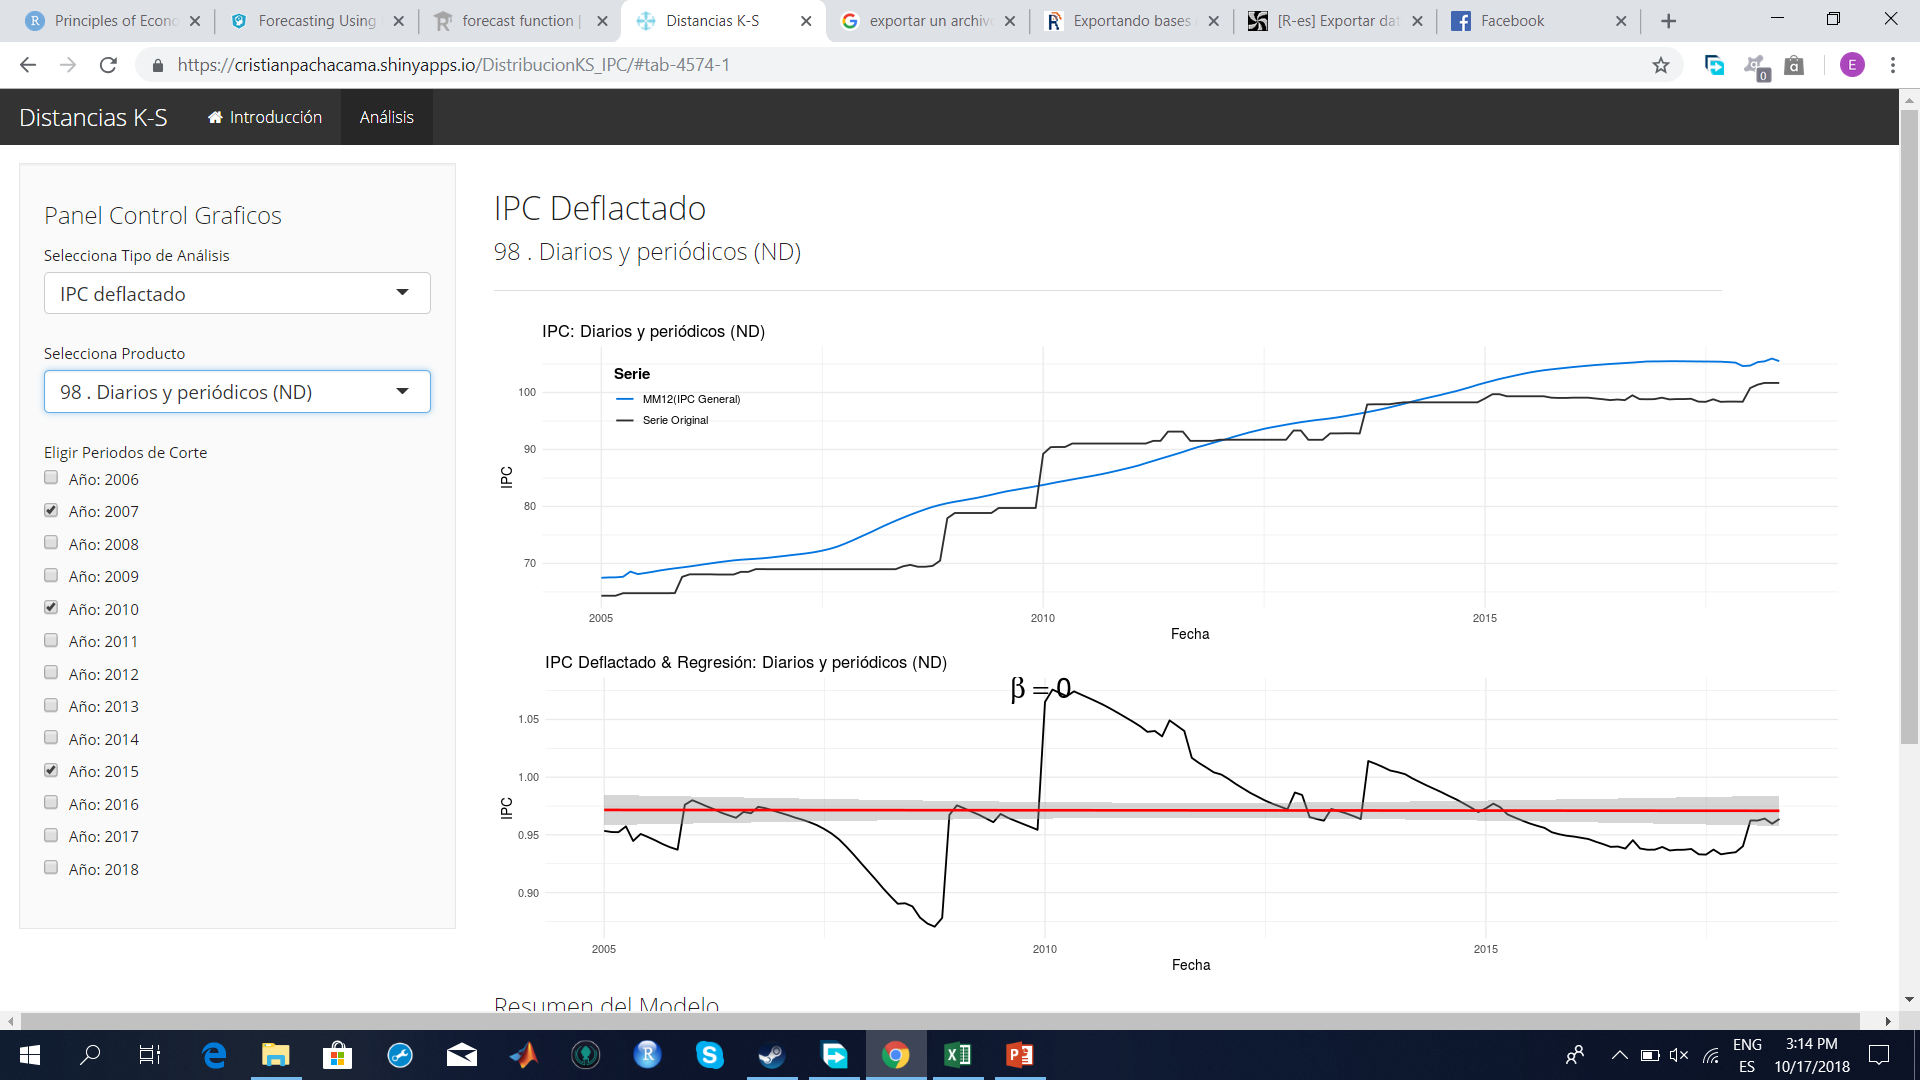 Principles of Econo
Forecasting Using
forecast function |
Distancias K-S
exportar un archivo
Exportando bases
[R-es] Exportar dat
Facebook
https://cristianpachacama.shinyapps.io/DistribucionKS_IPC/#tab-4574-1
0
E
Distancias K-S
Introducción
Análisis
Panel Control Graficos
Selecciona Tipo de Análisis
IPC deflactado
Selecciona Producto
98 . Diarios y periódicos (ND)
Eligir Periodos de Corte
Año: 2006
Año: 2007
Año: 2008
Año: 2009
Año: 2010
Año: 2011
Año: 2012
Año: 2013
Año: 2014
Año: 2015
Año: 2016
Año: 2017
Año: 2018
IPC Deflactado
98 . Diarios y periódicos (ND)
IPC: Diarios y periódicos (ND)
Serie
MM12(IPC General)
Serie Original
100
90
80
70
IPC
2005
2010
2015
Fecha
IPC Deflactado & Regresión: Diarios y periódicos (ND)
β = 0
1.05
1.00
0.95
0.90
IPC
2005
2010
2015
Fecha
Resumen del Modelo
ENG
ES
3:14 PM
10/17/2018